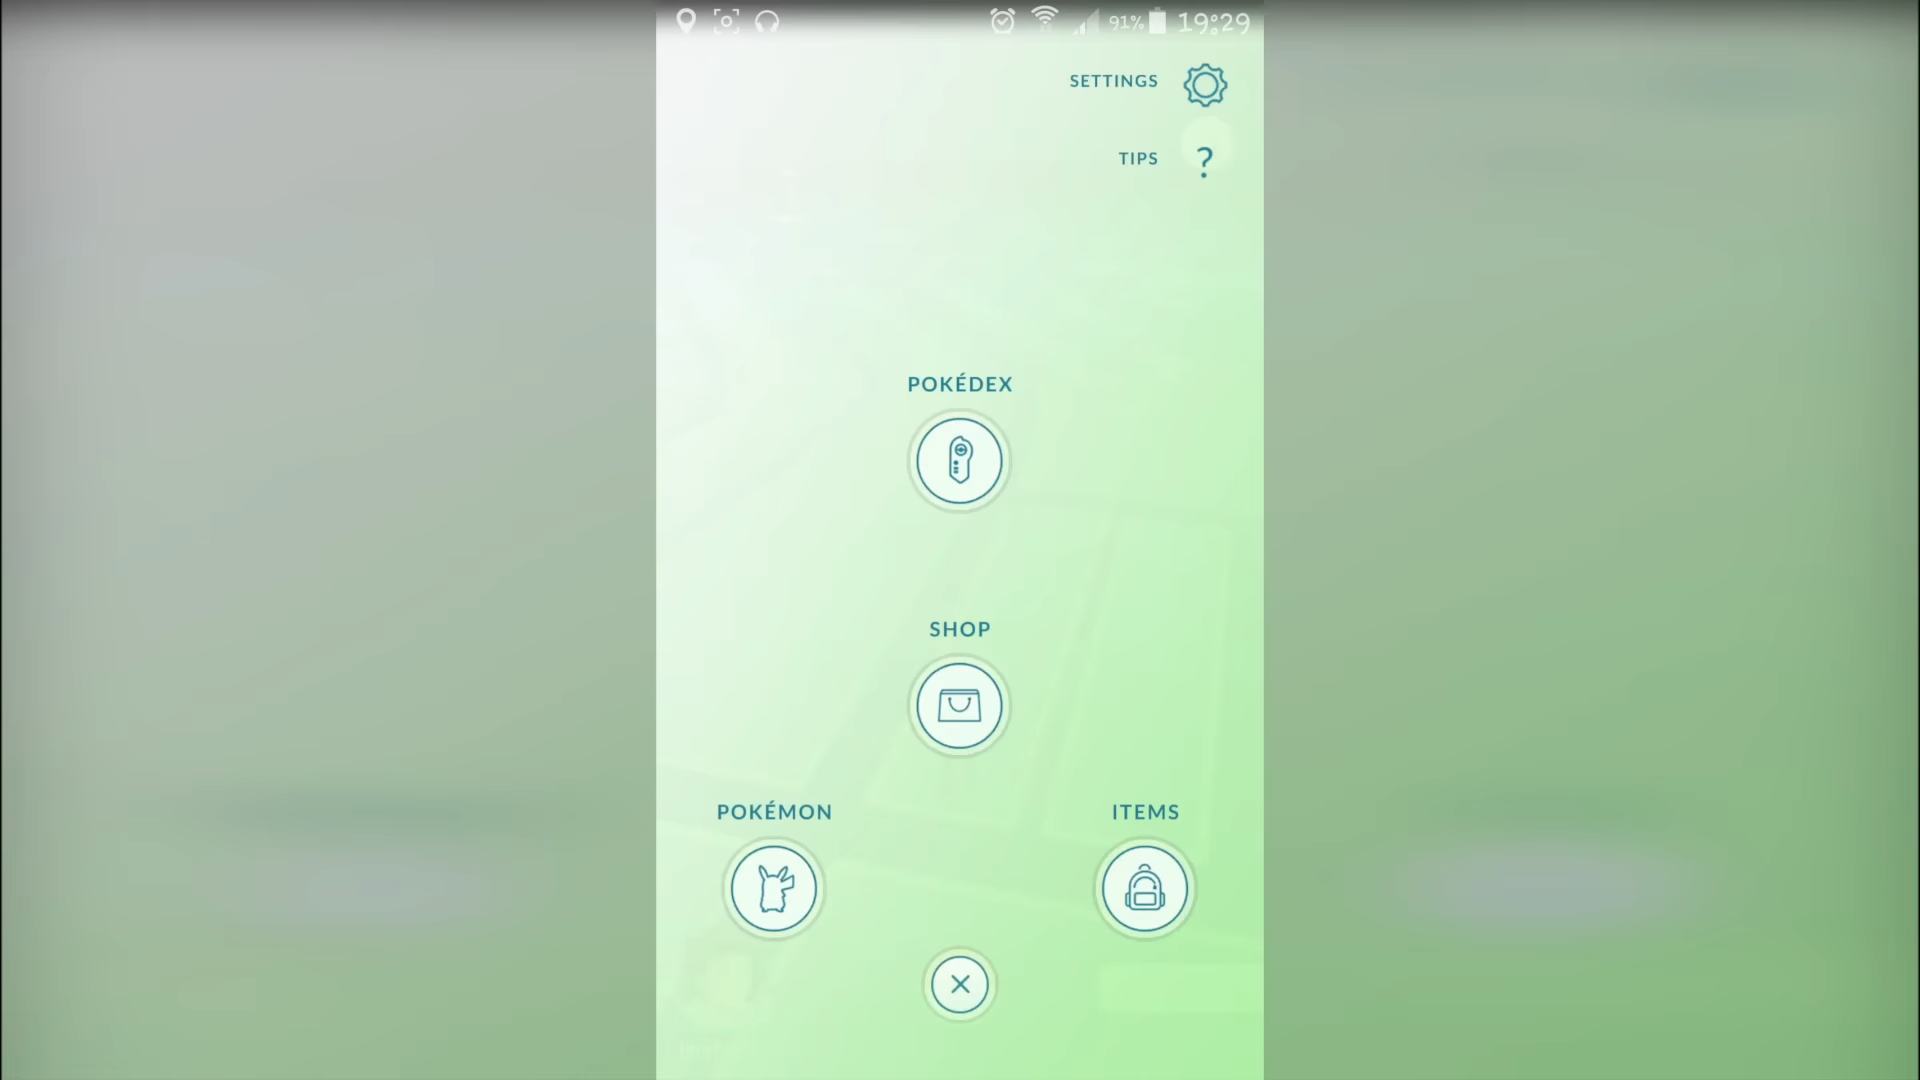 91% 19:29
SETTINGS
TIPS ?
POKÉDEX
SHOP
POKÉMON ITEMS